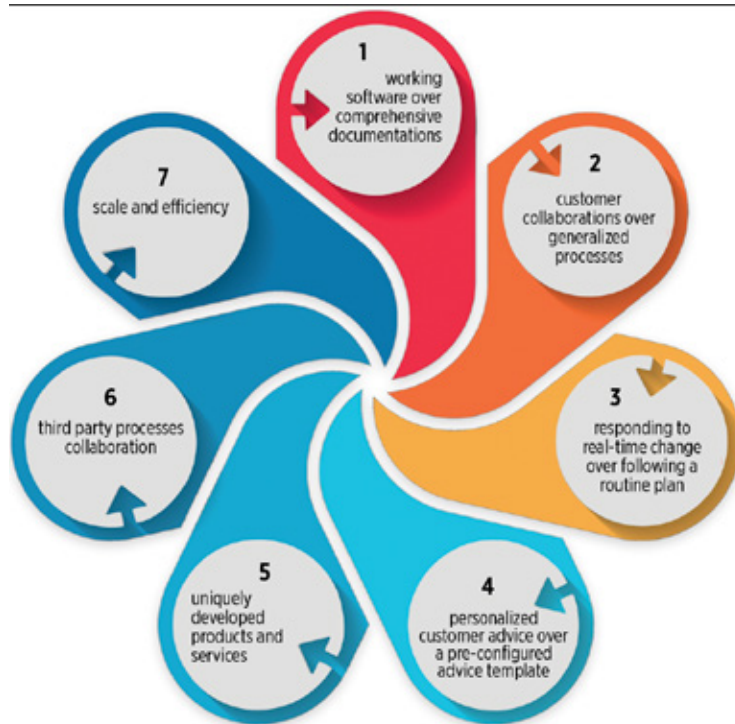 1
working
software over
comprehensive
documentations
2
customer
collaborations over
generalized
processes
3
responding to
real-time change
over following a
routine plan
4
personalized
customer advice over
a pre-configured
advice template
5
uniquely
developed
products and
services
6
third party processes
collaboration
7
scale and efficiency